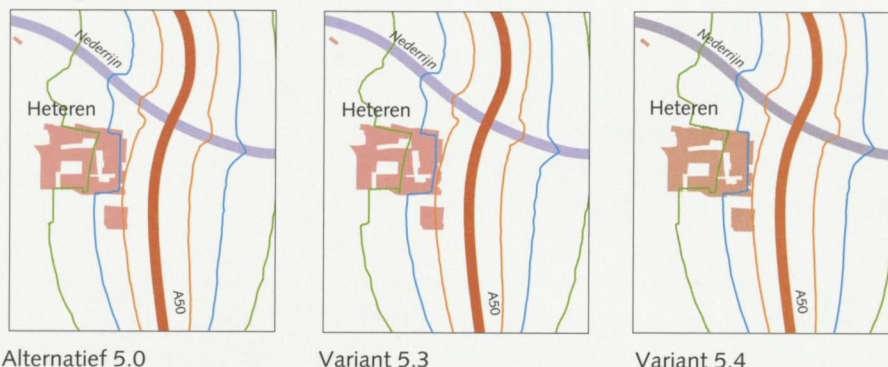 Nederrijn
Heteren
A50
Alternatief 5.0
Nederrijn
Heteren
A50
Variant 5.3
Nederrijn
Heteren
A50
Variant 5.4